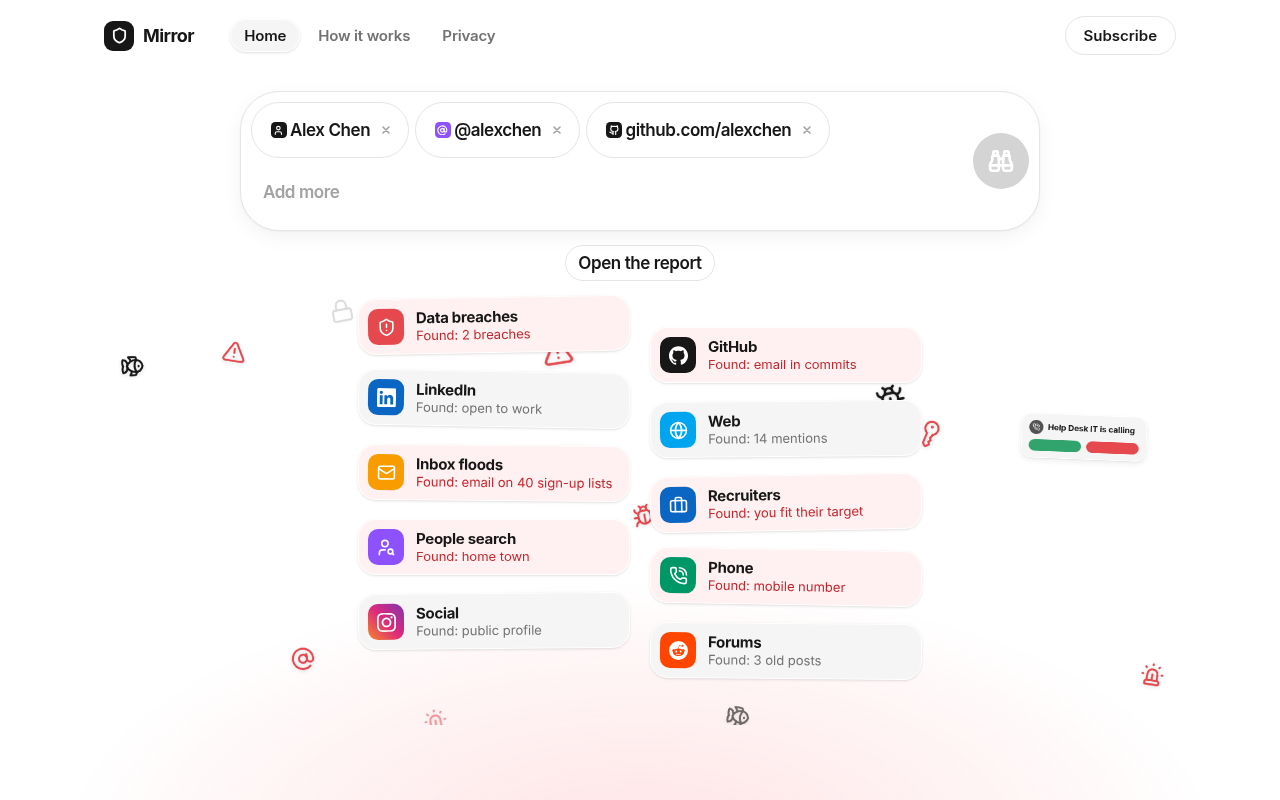 Mirror
Home
How it works
Privacy
Subscribe
Alex Chen
@alexchen
github.com/alexchen
Add more
Open the report
Data breaches
Found: 2 breaches
LinkedIn
Found: open to work
Inbox floods
Found: email on 40 sign-up lists
People search
Found: home town
Social
Found: public profile
GitHub
Found: email in commits
Web
Found: 14 mentions
Recruiters
Found: you fit their target
Phone
Found: mobile number
Forums
Found: 3 old posts
Help Desk IT is calling